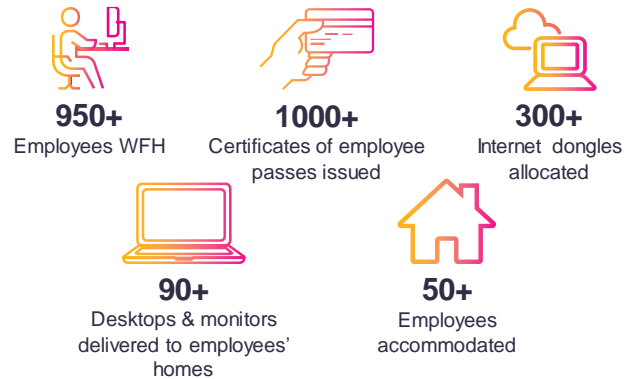 950+
Employees WFH
1000+
Certificates of employee
passes issued
300+
Internet dongles
allocated
90+
Desktops & monitors
delivered to employees’
homes
50+
Employees
accommodated